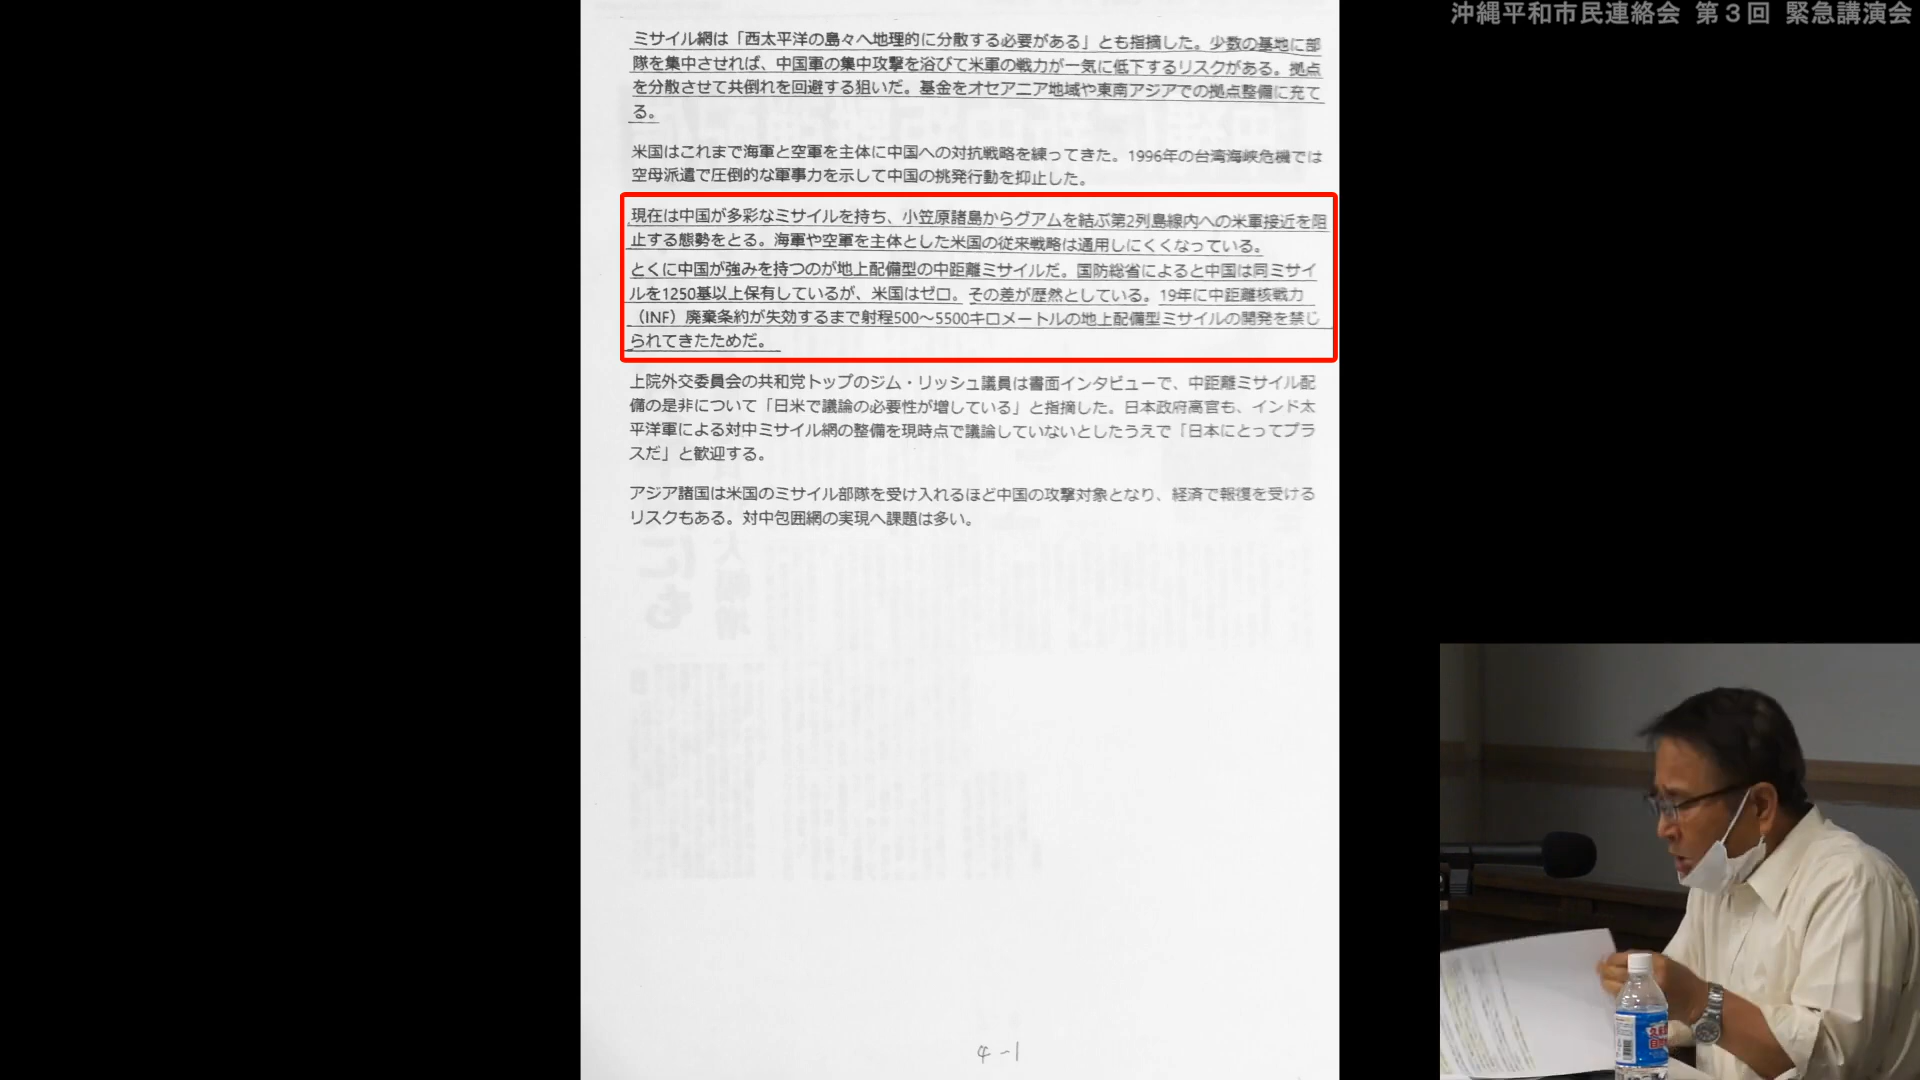 沖縄平和市民連絡会 第３回 緊急講演会
ミサイル網は「西太平洋の島々へ地理的に分散する必要がある」とも指摘した。少数の基地に部
隊を集中させれば、中国軍の集中攻撃を浴びて米軍の戦力が一気に低下するリスクがある。拠点
を分散させて共倒れを回避する狙いだ。基金をオセアニア地域や東南アジアでの拠点整備に充て
る。
米国はこれまで海軍と空軍を主体に中国への対抗戦略を練ってきた。1996年の台湾海峡危機では
空母派遣で圧倒的な軍事力を示して中国の挑発行動を抑止した。
現在は中国が多彩なミサイルを持ち、小笠原諸島からグアムを結ぶ第2列島線内への米軍接近を阻
止する態勢をとる。海軍や空軍を主体とした米国の従来戦略は通用しにくくなっている。
とくに中国が強みを持つのが地上配備型の中距離ミサイルだ。国防総省によると中国は同ミサイ
ルを1250基以上保有しているが、米国はゼロ。その差が歴然としている。19年に中距離核戦力
（INF）廃棄条約が失効するまで射程500〜5500キロメートルの地上配備型ミサイルの開発を禁じ
られてきたためだ。
上院外交委員会の共和党トップのジム・リッシュ議員は書面インタビューで、中距離ミサイル配
備の是非について「日米で議論の必要性が増している」と指摘した。日本政府高官も、インド太
平洋軍による対中ミサイル網の整備を現時点で議論していないとしたうえで「日本にとってプラ
スだ」と歓迎する。
アジア諸国は米国のミサイル部隊を受け入れるほど中国の攻撃対象となり、経済で報復を受ける
リスクもある。対中包囲網の実現へ課題は多い。
4-1